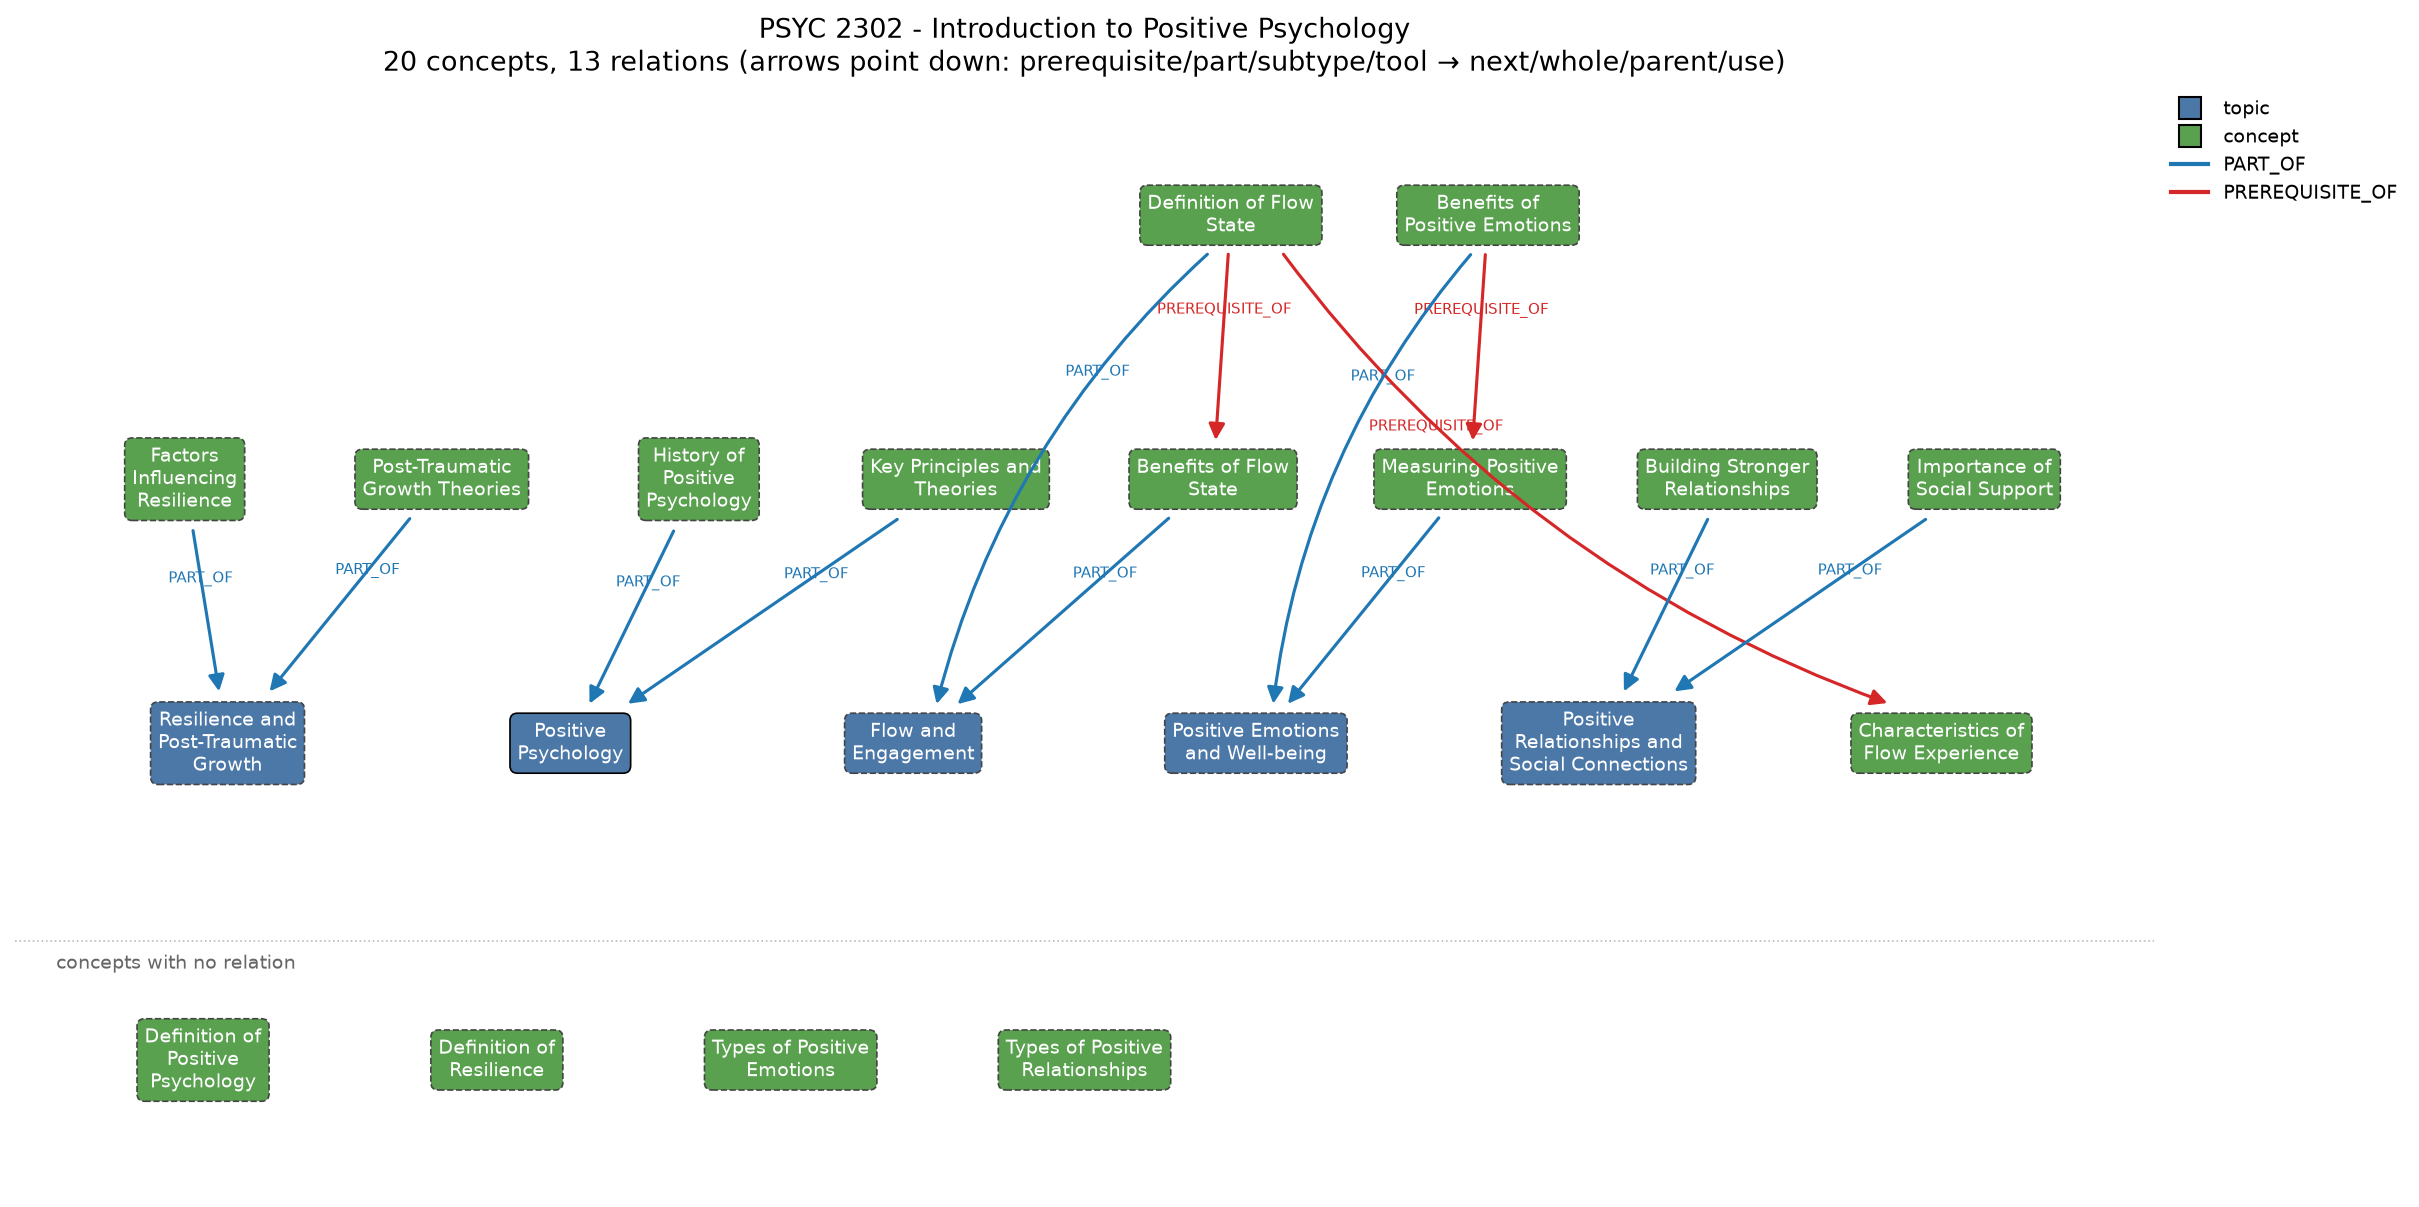 PSYC 2302 - Introduction to Positive Psychology
20 concepts, 13 relations (arrows point down: prerequisite/part/subtype/tool → next/whole/parent/use)
topic
concept
PART_OF
PREREQUISITE_OF
Definition of Flow
State
Benefits of
Positive Emotions
PREREQUISITE_OF
PREREQUISITE_OF
PART_OF
PART_OF
PREREQUISITE_OF
Factors
Influencing
Resilience
Post-Traumatic
Growth Theories
History of
Positive
Psychology
Key Principles and
Theories
Benefits of Flow
State
Measuring Positive
Emotions
Building Stronger
Relationships
Importance of
Social Support
PART_OF
PART_OF
PART_OF
PART_OF
PART_OF
PART_OF
PART_OF
PART_OF
Resilience and
Post-Traumatic
Growth
Positive
Psychology
Flow and
Engagement
Positive Emotions
and Well-being
Positive
Relationships and
Social Connections
Characteristics of
Flow Experience
concepts with no relation
Definition of
Positive
Psychology
Definition of
Resilience
Types of Positive
Emotions
Types of Positive
Relationships